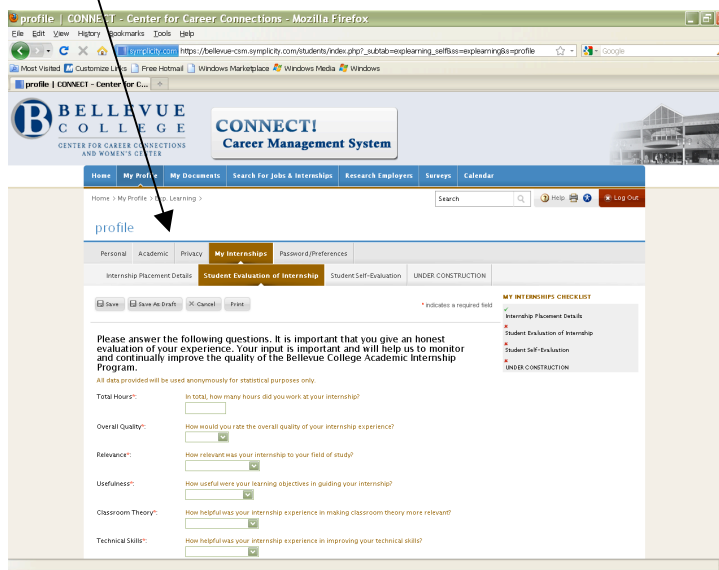 profile | CONNECT - Center for Career Connections - Mozilla Firefox
File Edit View History Bookmarks Tools Help
symplicity.com https://bellevue-csm.symplicity.com/students/index.php?_subtab=explearning_self&ss=explearning&s=profile Google
Most Visited Customize Links Free Hotmail Windows Marketplace Windows Media Windows
profile | CONNECT - Center for C...
BELLEVUE
COLLEGE
CENTER FOR CAREER CONNECTIONS
AND WOMEN'S CENTER
CONNECT!
Career Management System
Home My Profile My Documents Search For Jobs & Internships Research Employers Surveys Calendar
Home > My Profile > Exp. Learning > Search Help Log Out
profile
Personal Academic Privacy My Internships Password/Preferences
Internship Placement Details Student Evaluation of Internship Student Self-Evaluation UNDER CONSTRUCTION
Save Save As Draft Cancel Print * indicates a required field
MY INTERNSHIPS CHECKLIST
Internship Placement Details
Student Evaluation of Internship
Student Self-Evaluation
UNDER CONSTRUCTION
Please answer the following questions. It is important that you give an honest
evaluation of your experience. Your input is important and will help us to monitor
and continually improve the quality of the Bellevue College Academic Internship
Program.
All data provided will be used anonymously for statistical purposes only.
Total Hours*: In total, how many hours did you work at your internship?
Overall Quality*: How would you rate the overall quality of your internship experience?
Relevance*: How relevant was your internship to your field of study?
Usefulness*: How useful were your learning objectives in guiding your internship?
Classroom Theory*: How helpful was your internship experience in making classroom theory more relevant?
Technical Skills*: How helpful was your internship experience in improving your technical skills?